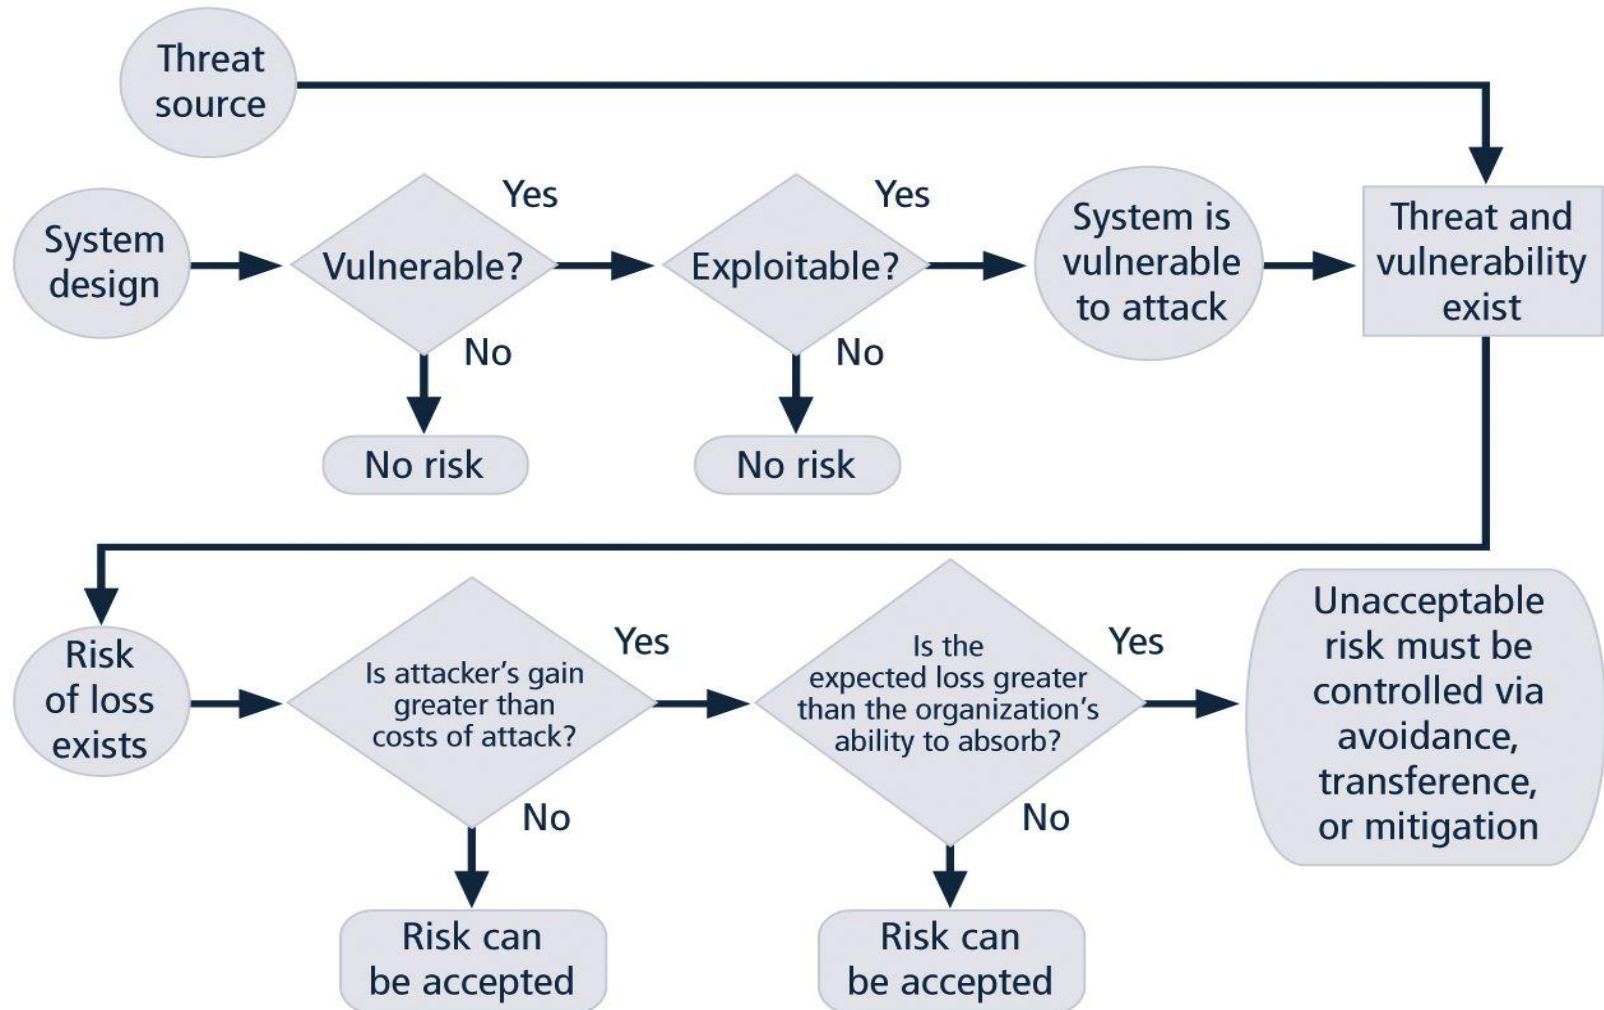 Threat
source
System
design
Vulnerable?
Yes
No
No risk
Exploitable?
Yes
No
No risk
System is
vulnerable
to attack
Threat and
vulnerability
exist
Risk
of loss
exists
Is attacker’s gain
greater than
costs of attack?
Yes
No
Risk can
be accepted
Is the
expected loss greater
than the organization’s
ability to absorb?
Yes
No
Risk can
be accepted
Unacceptable
risk must be
controlled via
avoidance,
transference,
or mitigation